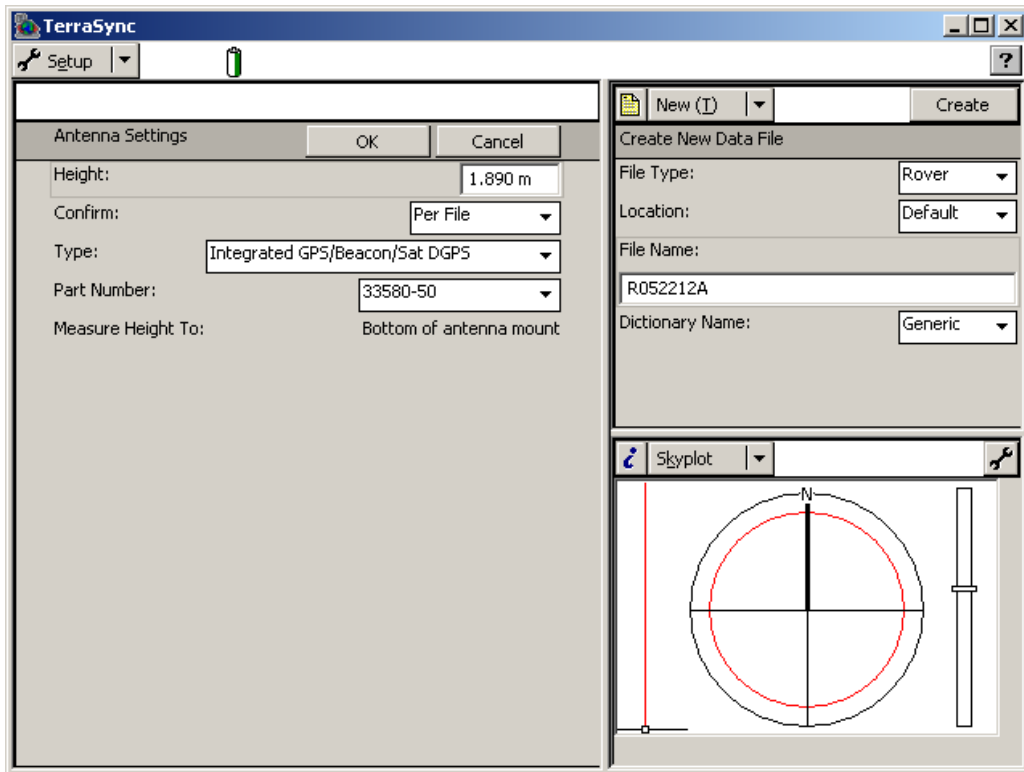 TerraSync
Setup
?
Antenna Settings OK Cancel
Height: 1.890 m
Confirm: Per File
Type: Integrated GPS/Beacon/Sat DGPS
Part Number: 33580-50
Measure Height To: Bottom of antenna mount
New (T) Create
Create New Data File
File Type: Rover
Location: Default
File Name:
R052212A
Dictionary Name: Generic
i Skyplot
N